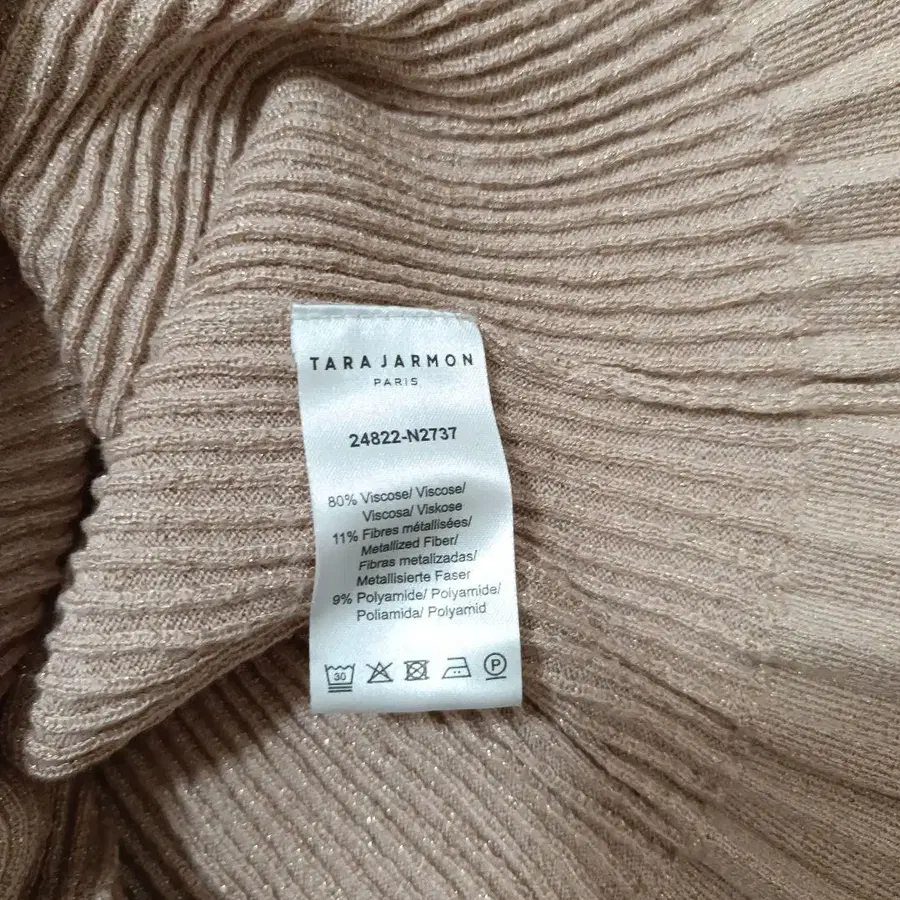 TARA JARMON
PARIS
24822-N2737
80% Viscose/ Viscose/
Viscosa/ Viskose
11% Fibres métallisées/
Metallized Fiber/
Fibras metalizadas/
Metallisierte Faser
9% Polyamide/ Polyamide/
Poliamida/ Polyamid
30 P